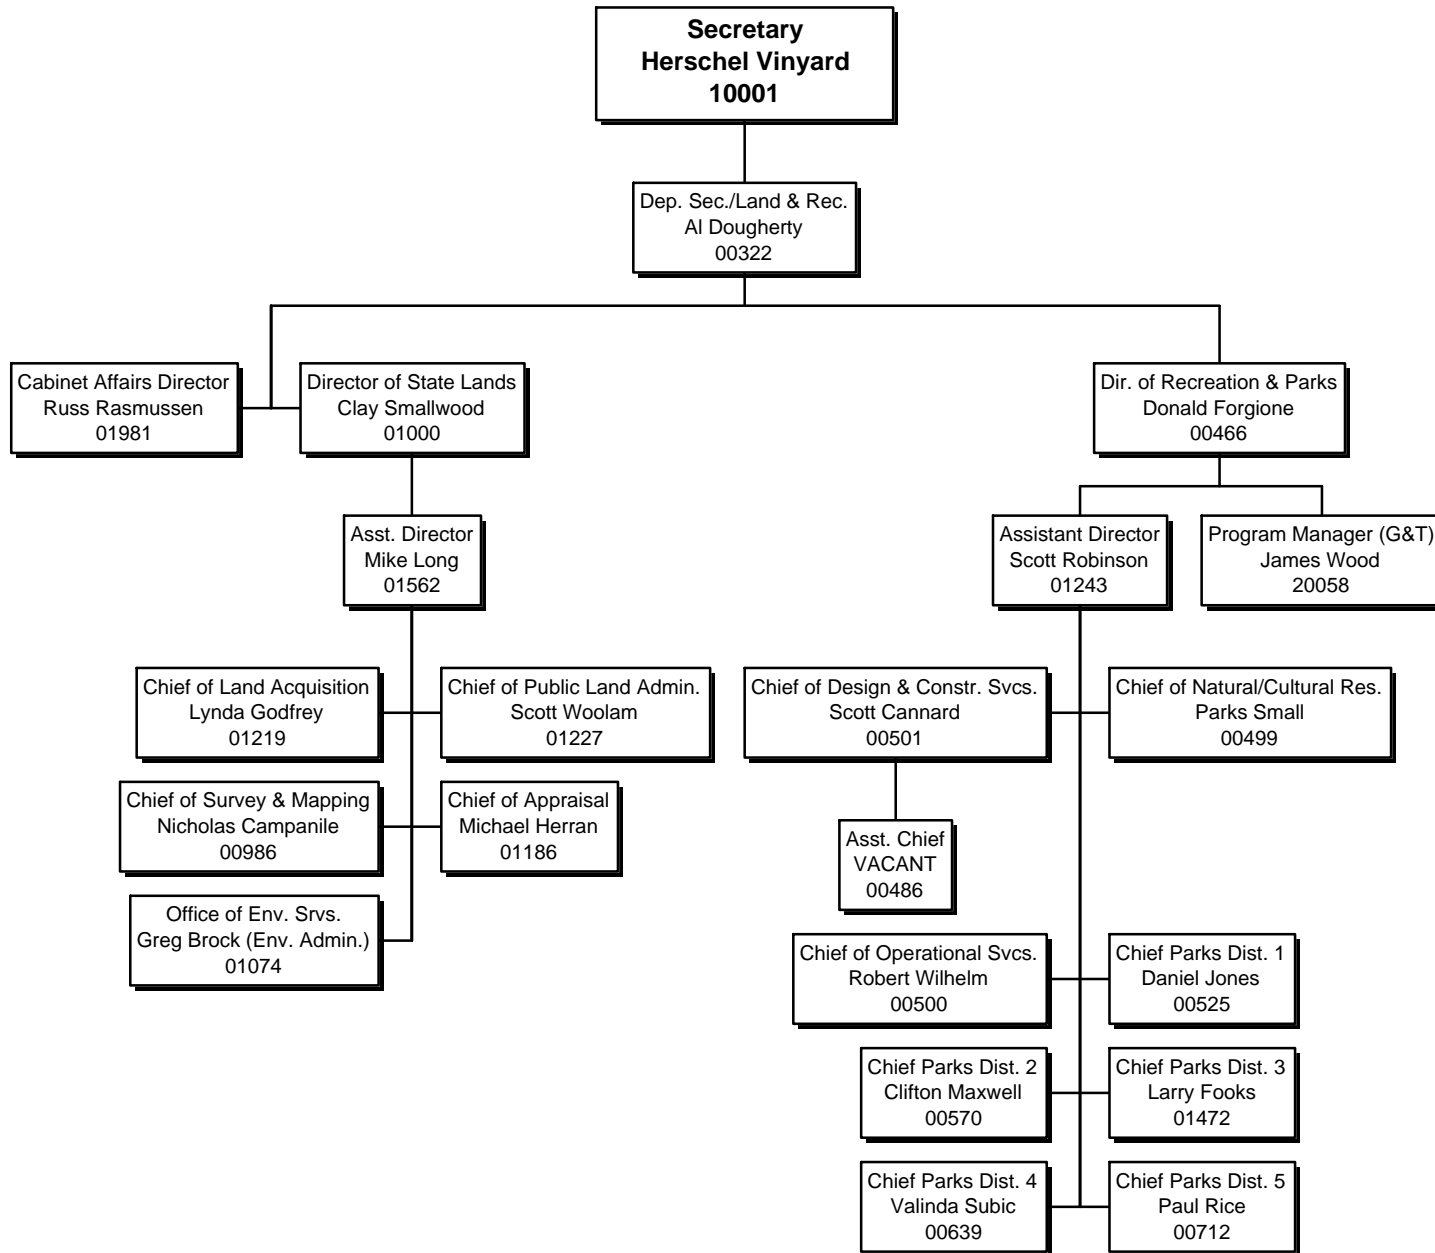 Secretary
Herschel Vinyard
10001
Dep. Sec./Land & Rec.
Al Dougherty
00322
Cabinet Affairs Director
Russ Rasmussen
01981
Director of State Lands
Clay Smallwood
01000
Dir. of Recreation & Parks
Donald Forgione
00466
Asst. Director
Mike Long
01562
Assistant Director
Scott Robinson
01243
Program Manager (G&T)
James Wood
20058
Chief of Land Acquisition
Lynda Godfrey
01219
Chief of Public Land Admin.
Scott Woolam
01227
Chief of Design & Constr. Svcs.
Scott Cannard
00501
Chief of Natural/Cultural Res.
Parks Small
00499
Chief of Survey & Mapping
Nicholas Campanile
00986
Chief of Appraisal
Michael Herran
01186
Asst. Chief
VACANT
00486
Office of Env. Srvs.
Greg Brock (Env. Admin.)
01074
Chief of Operational Svcs.
Robert Wilhelm
00500
Chief Parks Dist. 1
Daniel Jones
00525
Chief Parks Dist. 2
Clifton Maxwell
00570
Chief Parks Dist. 3
Larry Fooks
01472
Chief Parks Dist. 4
Valinda Subic
00639
Chief Parks Dist. 5
Paul Rice
00712